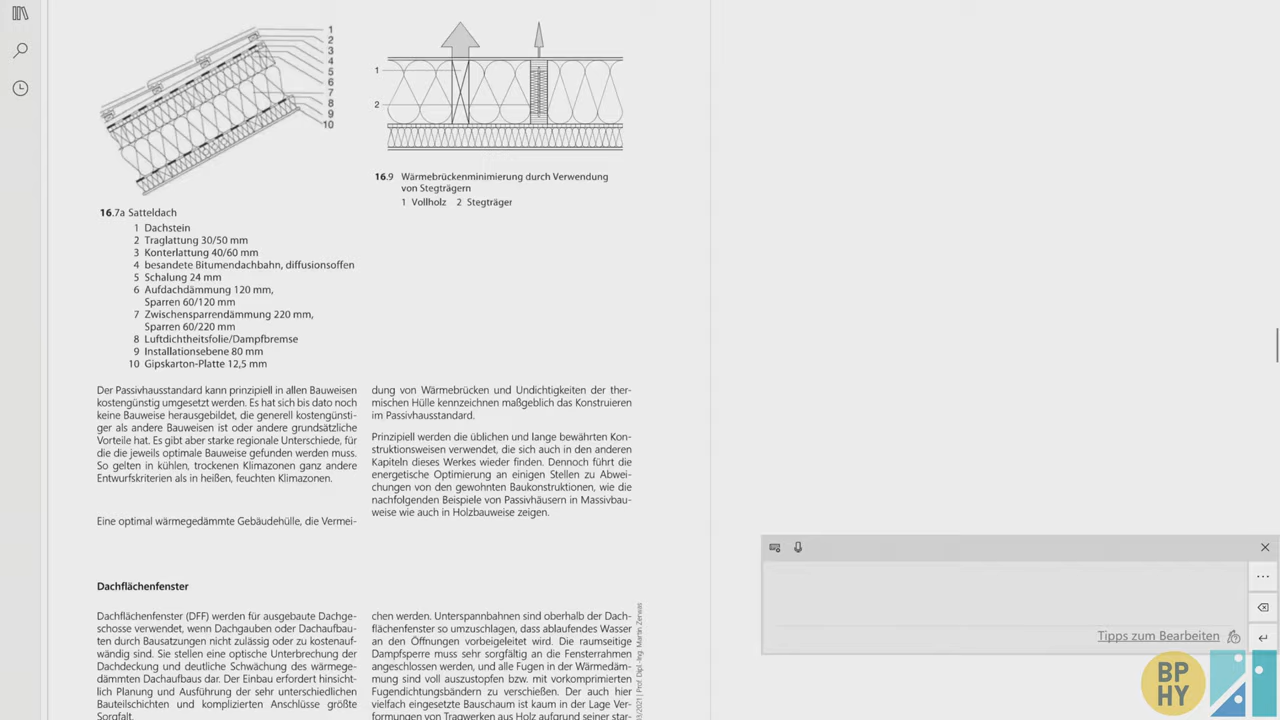 1
2
3
4
5
6
7
8
9
10
16.7a Satteldach
1 Dachstein
2 Traglattung 30/50 mm
3 Konterlattung 40/60 mm
4 besandete Bitumendachbahn, diffusionsoffen
5 Schalung 24 mm
6 Aufdachdämmung 120 mm,
Sparren 60/120 mm
7 Zwischensparrendämmung 220 mm,
Sparren 60/220 mm
8 Luftdichtheitsfolie/Dampfbremse
9 Installationsebene 80 mm
10 Gipskarton-Platte 12,5 mm
1
2
16.9 Wärmebrückenminimierung durch Verwendung
von Stegträgern
1 Vollholz 2 Stegträger
Der Passivhausstandard kann prinzipiell in allen Bauweisen
kostengünstig umgesetzt werden. Es hat sich bis dato noch
keine Bauweise herausgebildet, die generell kostengünsti-
ger als andere Bauweisen ist oder andere grundsätzliche
Vorteile hat. Es gibt aber starke regionale Unterschiede, für
die die jeweils optimale Bauweise gefunden werden muss.
So gelten in kühlen, trockenen Klimazonen ganz andere
Entwurfskriterien als in heißen, feuchten Klimazonen.
Eine optimal wärmegedämmte Gebäudehülle, die Vermei-
dung von Wärmebrücken und Undichtigkeiten der ther-
mischen Hülle kennzeichnen maßgeblich das Konstruieren
im Passivhausstandard.
Prinzipiell werden die üblichen und lange bewährten Kon-
struktionsweisen verwendet, die sich auch in den anderen
Kapiteln dieses Werkes wieder finden. Dennoch führt die
energetische Optimierung an einigen Stellen zu Abwei-
chungen von den gewohnten Baukonstruktionen, wie die
nachfolgenden Beispiele von Passivhäusern in Massivbau-
weise wie auch in Holzbauweise zeigen.
Dachflächenfenster
Dachflächenfenster (DFF) werden für ausgebaute Dachge-
schosse verwendet, wenn Dachgauben oder Dachaufbau-
ten durch Bausatzungen nicht zulässig oder zu kostenauf-
wändig sind. Sie stellen eine optische Unterbrechung der
Dachdeckung und deutliche Schwächung des wärmege-
dämmten Dachaufbaus dar. Der Einbau erfordert hinsicht-
lich Planung und Ausführung der sehr unterschiedlichen
Bauteilschichten und komplizierten Anschlüsse größte
Sorgfalt.
chen werden. Unterspannbahnen sind oberhalb der Dach-
flächenfenster so umzuschlagen, dass ablaufendes Wasser
an den Öffnungen vorbeigeleitet wird. Die raumseitige
Dampfsperre muss sehr sorgfältig an die Fensterrahmen
angeschlossen werden, und alle Fugen in der Wärmedäm-
mung sind voll auszustopfen bzw. mit vorkomprimierten
Fugendichtungsbändern zu verschießen. Der auch hier
vielfach eingesetzte Bauschaum ist kaum in der Lage Ver-
formungen von Tragwerken aus Holz aufgrund seiner star-
/2021 | Prof. Dipl.-Ing. Martin Zerwas
Tipps zum Bearbeiten
BP
HY